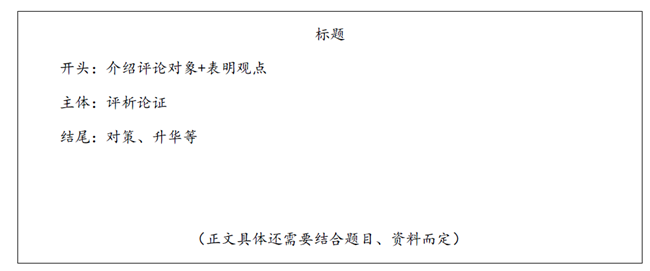 标题
开头：介绍评论对象+表明观点
主体：评析论证
结尾：对策、升华等
（正文具体还需要结合题目、资料而定）